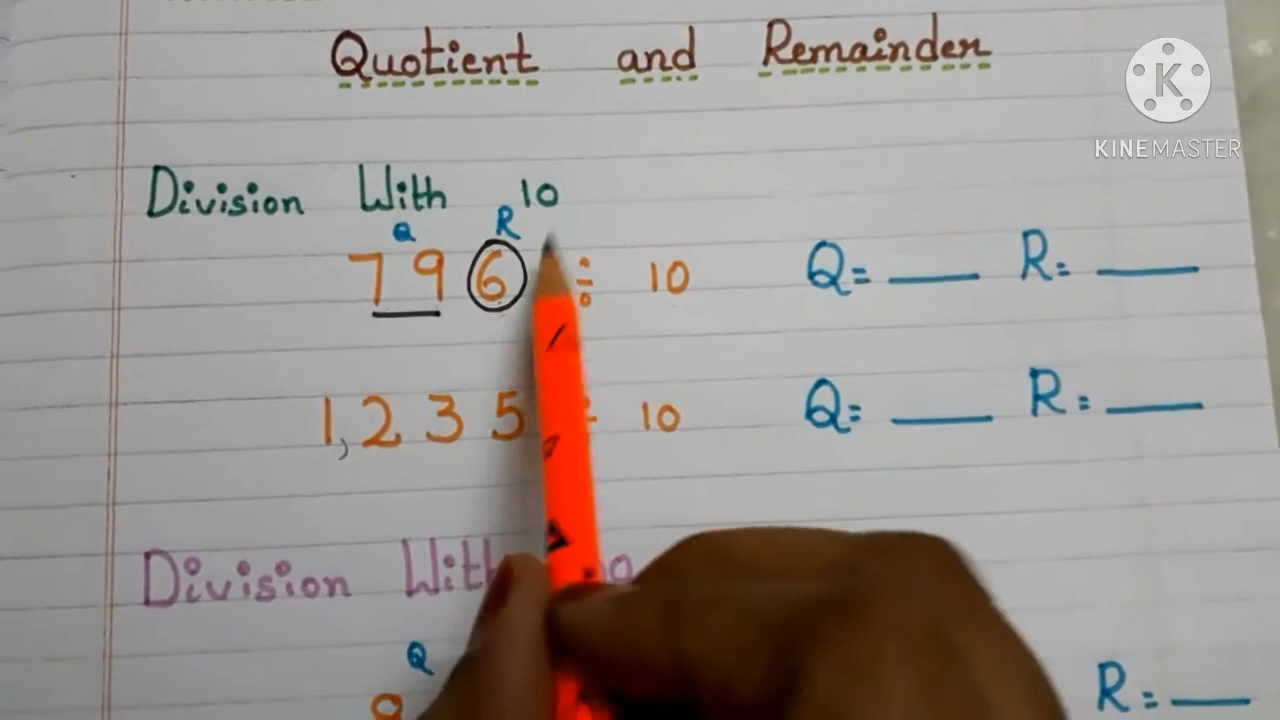 Quotient and Remainder
K
KINEMASTER
Division With 10
Q R
796 ÷ 10 Q= ___ R= ___
1,235 ÷ 10 Q= ___ R= ___
Division With
Q
R= ___